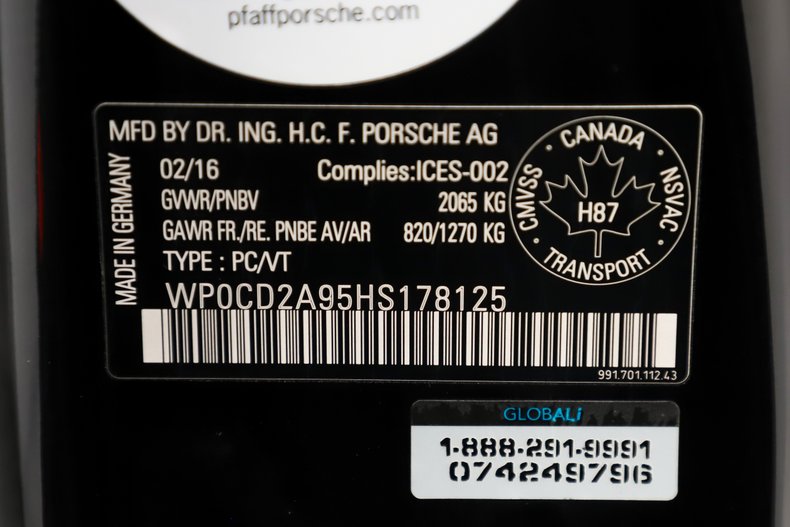 pfaffporsche.com
MFD BY DR. ING. H.C. F. PORSCHE AG
MADE IN GERMANY
02/16 Complies:ICES-002
GVWR/PNBV 2065 KG
GAWR FR./RE. PNBE AV/AR 820/1270 KG
TYPE : PC/VT
WP0CD2A95HS178125
991.701.112.43
CANADA
CMVSS
NSVAC
H87
TRANSPORT
GLOBALi
1-888-291-9991
074249796